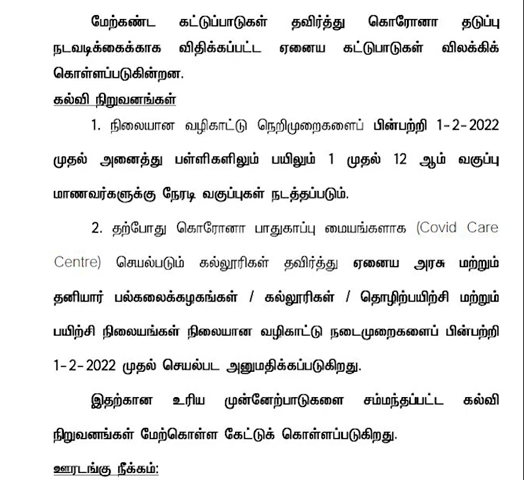 மேற்கண்ட கட்டுப்பாடுகள் தவிர்த்து கொரோனா தடுப்பு
நடவடிக்கைக்காக விதிக்கப்பட்ட ஏனைய கட்டுபாடுகள் விலக்கிக்
கொள்ளப்படுகின்றன.
கல்வி நிறுவனங்கள்
1. நிலையான வழிகாட்டு நெறிமுறைகளைப் பின்பற்றி 1-2-2022
முதல் அனைத்து பள்ளிகளிலும் பயிலும் 1 முதல் 12 ஆம் வகுப்பு
மாணவர்களுக்கு நேரடி வகுப்புகள் நடத்தப்படும்.
2. தற்போது கொரோனா பாதுகாப்பு மையங்களாக (Covid Care
Centre) செயல்படும் கல்லூரிகள் தவிர்த்து ஏனைய அரசு மற்றும்
தனியார் பல்கலைக்கழகங்கள் / கல்லூரிகள் / தொழிற்பயிற்சி மற்றும்
பயிற்சி நிலையங்கள் நிலையான வழிகாட்டு நடைமுறைகளைப் பின்பற்றி
1-2-2022 முதல் செயல்பட அனுமதிக்கப்படுகிறது.
இதற்கான உரிய முன்னேற்பாடுகளை சம்மந்தப்பட்ட கல்வி
நிறுவனங்கள் மேற்கொள்ள கேட்டுக் கொள்ளப்படுகிறது.
ஊரடங்கு நீக்கம்: